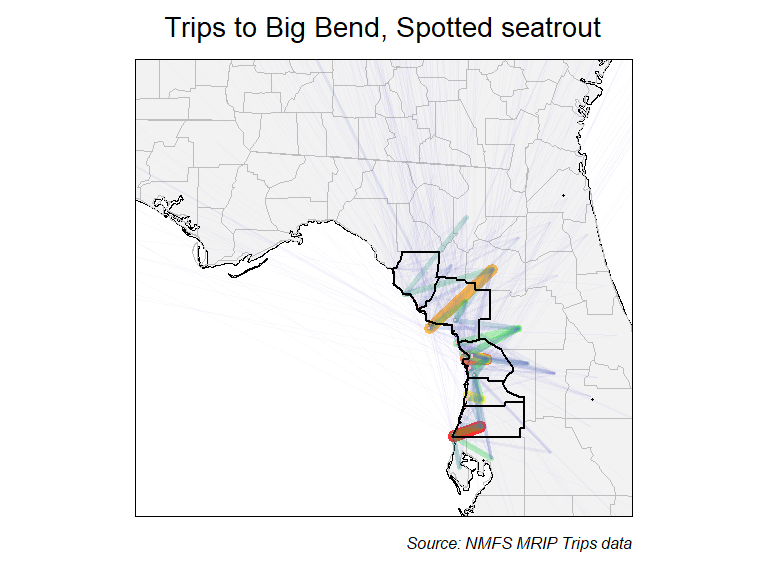 Trips to Big Bend, Spotted seatrout
Source: NMFS MRIP Trips data